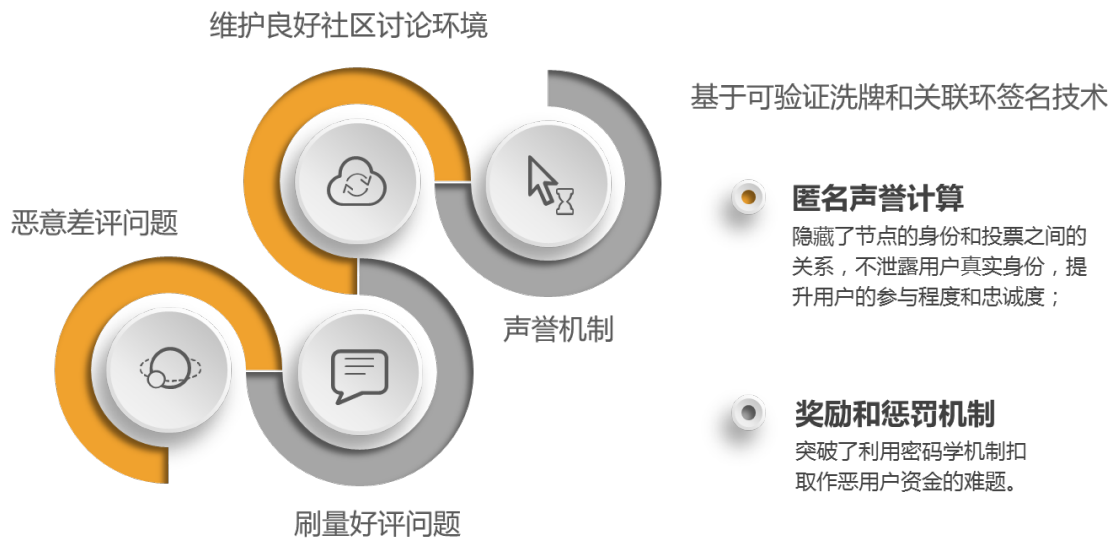 维护良好社区讨论环境
恶意差评问题
声誉机制
刷量好评问题
基于可验证洗牌和关联环签名技术
匿名声誉计算
隐藏了节点的身份和投票之间的
关系，不泄露用户真实身份，提
升用户的参与程度和忠诚度；
奖励和惩罚机制
突破了利用密码学机制扣
取作恶用户资金的难题。